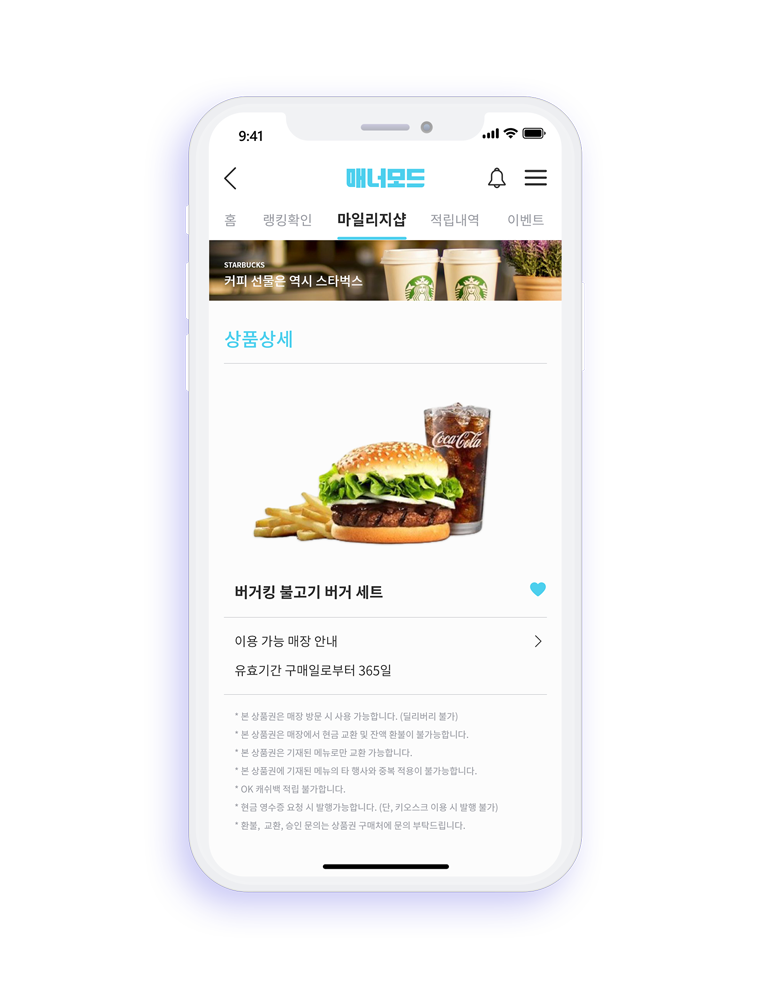 9:41
매너모드
홈 랭킹확인 마일리지샵 적립내역 이벤트
STARBUCKS
커피 선물은 역시 스타벅스
상품상세
Coca-Cola
버거킹 불고기 버거 세트
이용 가능 매장 안내
유효기간 구매일로부터 365일
* 본 상품권은 매장 방문 시 사용 가능합니다. (딜리버리 불가)
* 본 상품권은 매장에서 현금 교환 및 잔액 환불이 불가능합니다.
* 본 상품권은 기재된 메뉴로만 교환 가능합니다.
* 본 상품권에 기재된 메뉴의 타 행사와 중복 적용이 불가능합니다.
* OK 캐쉬백 적립 불가합니다.
* 현금 영수증 요청 시 발행가능합니다. (단, 키오스크 이용 시 발행 불가)
* 환불, 교환, 승인 문의는 상품권 구매처에 문의 부탁드립니다.